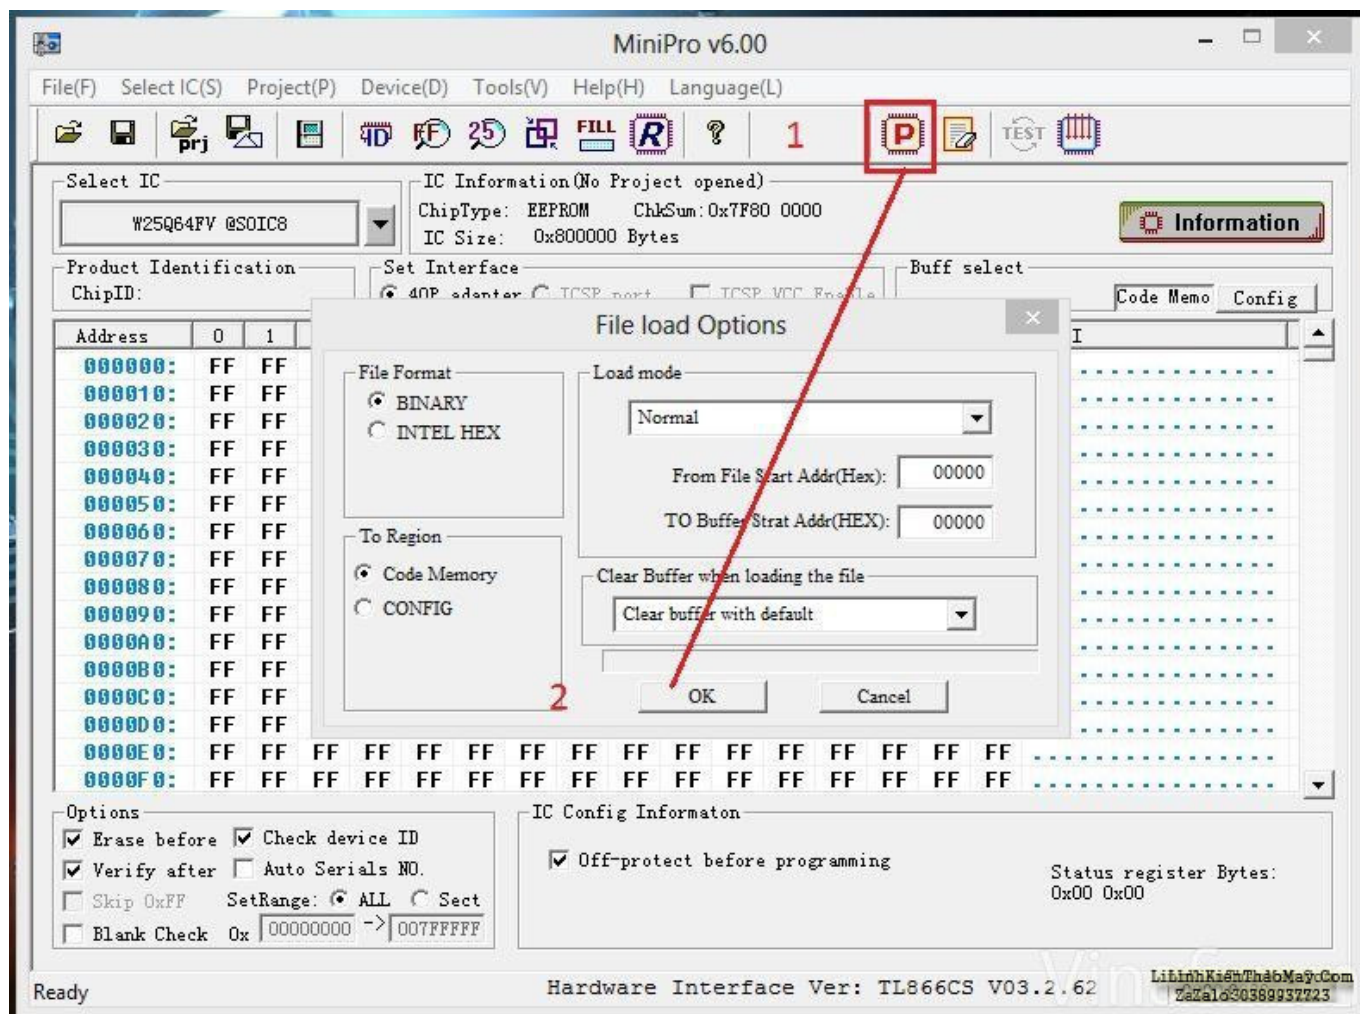 MiniPro v6.00
File(F) Select IC(S) Project(P) Device(D) Tools(V) Help(H) Language(L)
prj ID FF 25 FILL R ? 1 P TEST
Select IC
W25Q64FV @SOIC8
IC Information(No Project opened)
ChipType: EEPROM ChkSum:0x7F80 0000
IC Size: 0x800000 Bytes
Information
Product Identification
ChipID:
Set Interface
40P adapter ICSP port ICSP_VCC Enable
Buff select
Code Memo Config
Address 0 1 I
000000: FF FF
000010: FF FF
000020: FF FF
000030: FF FF
000040: FF FF
000050: FF FF
000060: FF FF
000070: FF FF
000080: FF FF
000090: FF FF
0000A0: FF FF
0000B0: FF FF
0000C0: FF FF
0000D0: FF FF
0000E0: FF FF FF FF FF FF FF FF FF FF FF FF FF FF FF FF
0000F0: FF FF FF FF FF FF FF FF FF FF FF FF FF FF FF FF
File load Options
File Format
BINARY
INTEL HEX
To Region
Code Memory
CONFIG
Load mode
Normal
From File Start Addr(Hex): 00000
TO Buffer Strat Addr(HEX): 00000
Clear Buffer when loading the file
Clear buffer with default
2
OK Cancel
Options
Erase befo re Check device ID
Verify after Auto Serials NO.
Skip 0xFF SetRange: ALL Sect
Blank Check 0x 00000000 -> 007FFFFF
IC Config Informaton
Off-protect before programming
Status register Bytes:
0x00 0x00
Ready
Hardware Interface Ver: TL866CS V03.2.62